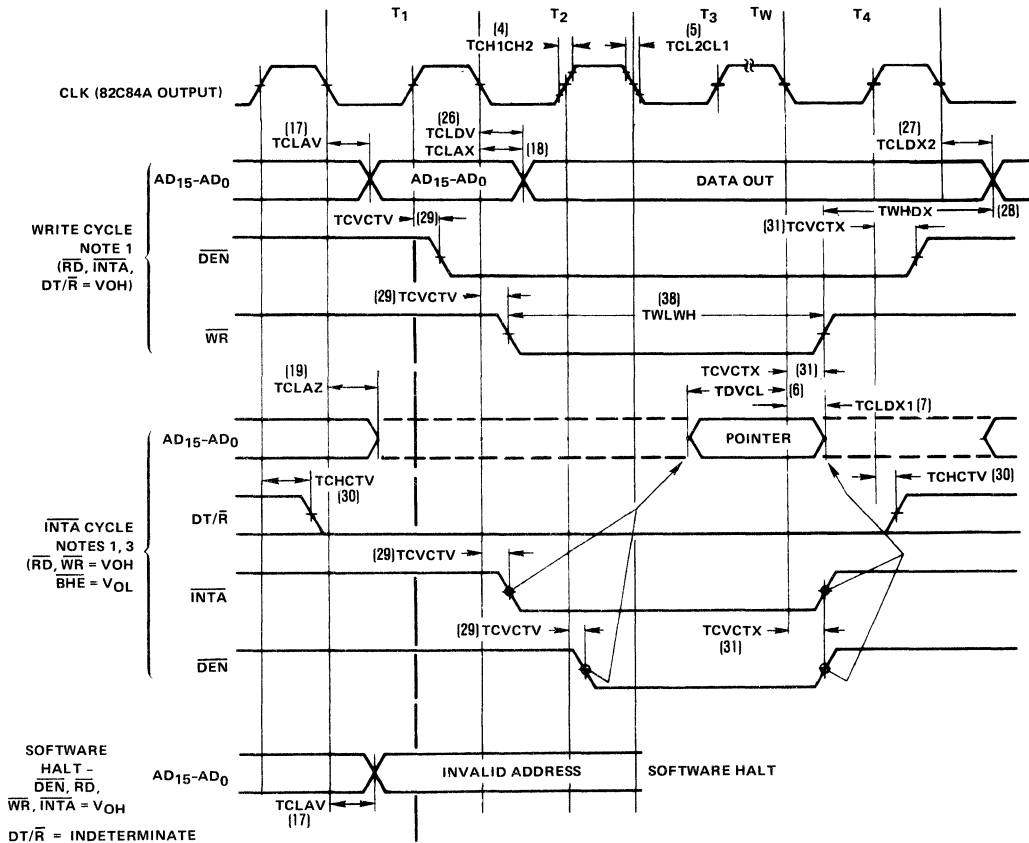 T1 T2 T3 TW T4
(4) TCH1CH2
(5) TCL2CL1
CLK (82C84A OUTPUT)
(17) TCLAV
(26) TCLDV
TCLAX (18)
(27) TCLDX2
AD15-AD0
AD15-AD0
DATA OUT
TWHDX (28)
TCVCTV (29)
(31) TCVCTX
WRITE CYCLE
NOTE 1
(RD, INTA,
DT/R = VOH)
DEN
(29) TCVCTV
(38) TWLWH
WR
TCVCTX (31)
(19) TCLAZ
TDVCL (6)
TCLDX1 (7)
AD15-AD0
POINTER
TCHCTV (30)
TCHCTV (30)
DT/R
INTA CYCLE
NOTES 1, 3
(RD, WR = VOH
BHE = VOL
(29) TCVCTV
INTA
(29) TCVCTV
TCVCTX (31)
DEN
SOFTWARE
HALT –
DEN, RD,
WR, INTA = VOH
DT/R = INDETERMINATE
AD15-AD0
INVALID ADDRESS
SOFTWARE HALT
TCLAV (17)